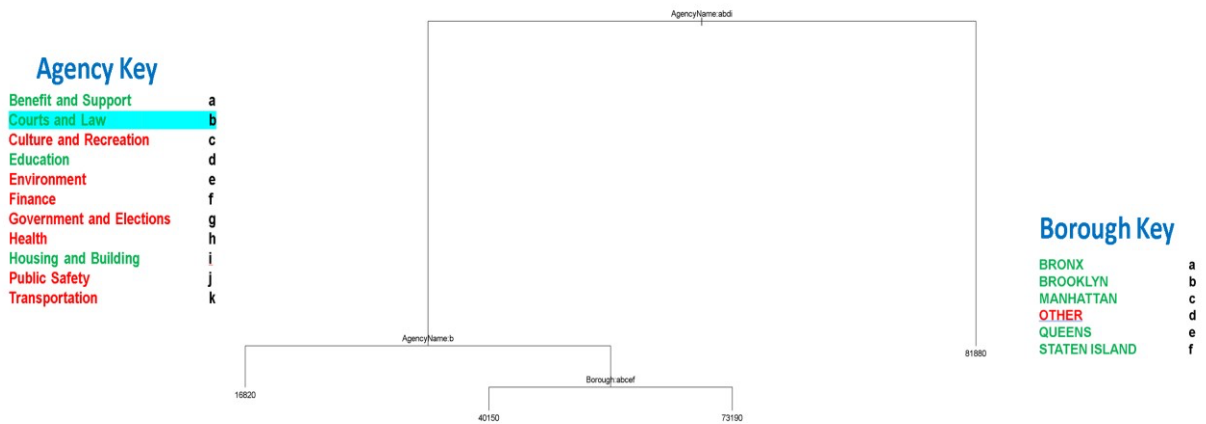 AgencyName:abdi
Agency Key
Benefit and Support a
Courts and Law b
Culture and Recreation c
Education d
Environment e
Finance f
Government and Elections g
Health h
Housing and Building i
Public Safety j
Transportation k
Borough Key
BRONX a
BROOKLYN b
MANHATTAN c
OTHER d
QUEENS e
STATEN ISLAND f
AgencyName:b
81880
Borough:abcef
16820
40150
73190